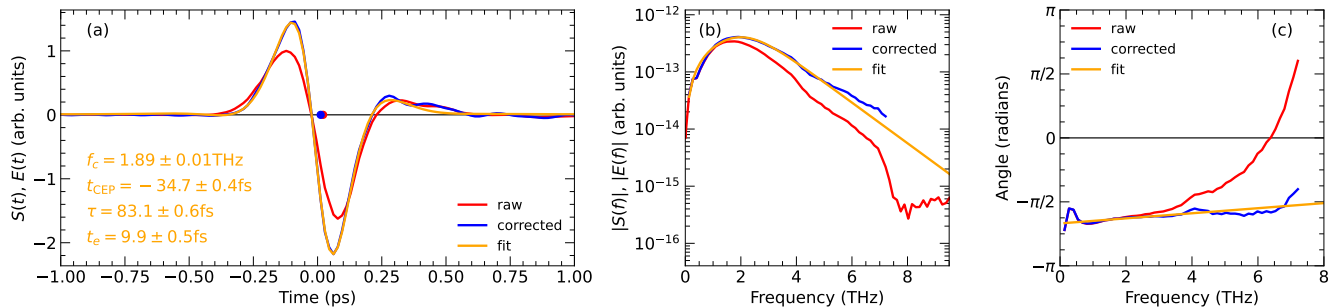 (a)
S(t), E(t) (arb. units)
1
0
−1
−2
f_c = 1.89 ± 0.01THz
t_CEP = − 34.7 ± 0.4fs
τ = 83.1 ± 0.6fs
t_e = 9.9 ± 0.5fs
raw
corrected
fit
−1.00 −0.75 −0.50 −0.25 0.00 0.25 0.50 0.75 1.00
Time (ps)
(b)
|S(f)|, |E(f)| (arb. units)
10⁻¹²
10⁻¹³
10⁻¹⁴
10⁻¹⁵
10⁻¹⁶
raw
corrected
fit
0 2 4 6 8
Frequency (THz)
(c)
Angle (radians)
π
π/2
0
−π/2
−π
raw
corrected
fit
0 2 4 6 8
Frequency (THz)